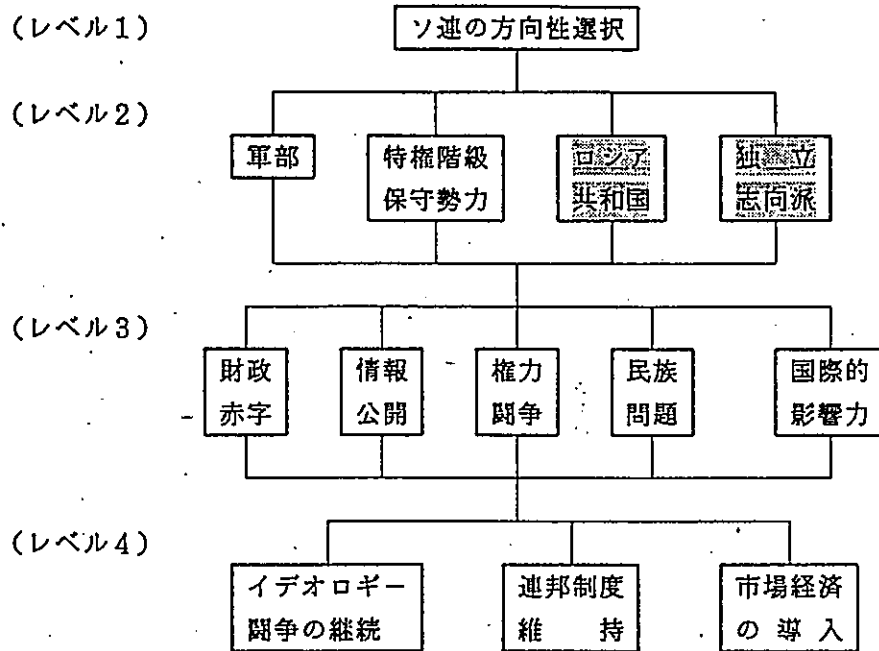 (レベル1)
ソ連の方向性選択
(レベル2)
軍部
特権階級
保守勢力
ロシア
共和国
独立
志向派
(レベル3)
財政
赤字
情報
公開
権力
闘争
民族
問題
国際的
影響力
(レベル4)
イデオロギー
闘争の継続
連邦制度
維持
市場経済
の導入